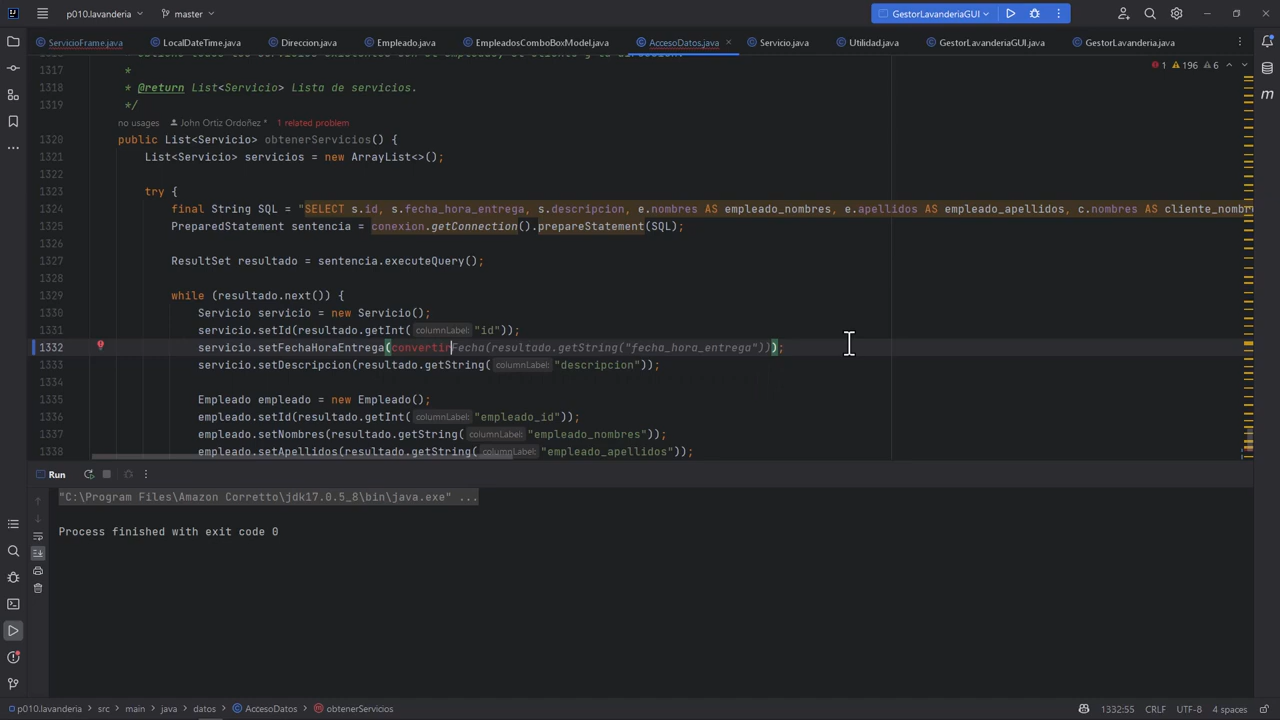 p010.lavanderia
master
GestorLavanderiaGUI
ServicioFrame.java
LocalDateTime.java
Direccion.java
Empleado.java
EmpleadosComboBoxModel.java
AccesoDatos.java
Servicio.java
Utilidad.java
GestorLavanderiaGUI.java
GestorLavanderia.java
1 196 6
1317 *
1318 * @return List<Servicio> Lista de servicios.
1319 */
no usages John Ortiz Ordoñez * 1 related problem
1320 public List<Servicio> obtenerServicios() {
1321 List<Servicio> servicios = new ArrayList<>();
1322
1323 try {
1324 final String SQL = "SELECT s.id, s.fecha_hora_entrega, s.descripcion, e.nombres AS empleado_nombres, e.apellidos AS empleado_apellidos, c.nombres AS cliente_nombr
1325 PreparedStatement sentencia = conexion.getConnection().prepareStatement(SQL);
1326
1327 ResultSet resultado = sentencia.executeQuery();
1328
1329 while (resultado.next()) {
1330 Servicio servicio = new Servicio();
1331 servicio.setId(resultado.getInt( columnLabel: "id"));
1332 servicio.setFechaHoraEntrega(convertirFecha(resultado.getString("fecha_hora_entrega")));
1333 servicio.setDescripcion(resultado.getString( columnLabel: "descripcion"));
1334
1335 Empleado empleado = new Empleado();
1336 empleado.setId(resultado.getInt( columnLabel: "empleado_id"));
1337 empleado.setNombres(resultado.getString( columnLabel: "empleado_nombres"));
1338 empleado.setApellidos(resultado.getString( columnLabel: "empleado_apellidos"));
Run
"C:\Program Files\Amazon Corretto\jdk17.0.5_8\bin\java.exe" ...
Process finished with exit code 0
p010.lavanderia > src > main > java > datos > AccesoDatos > obtenerServicios
1332:55 CRLF UTF-8 4 spaces